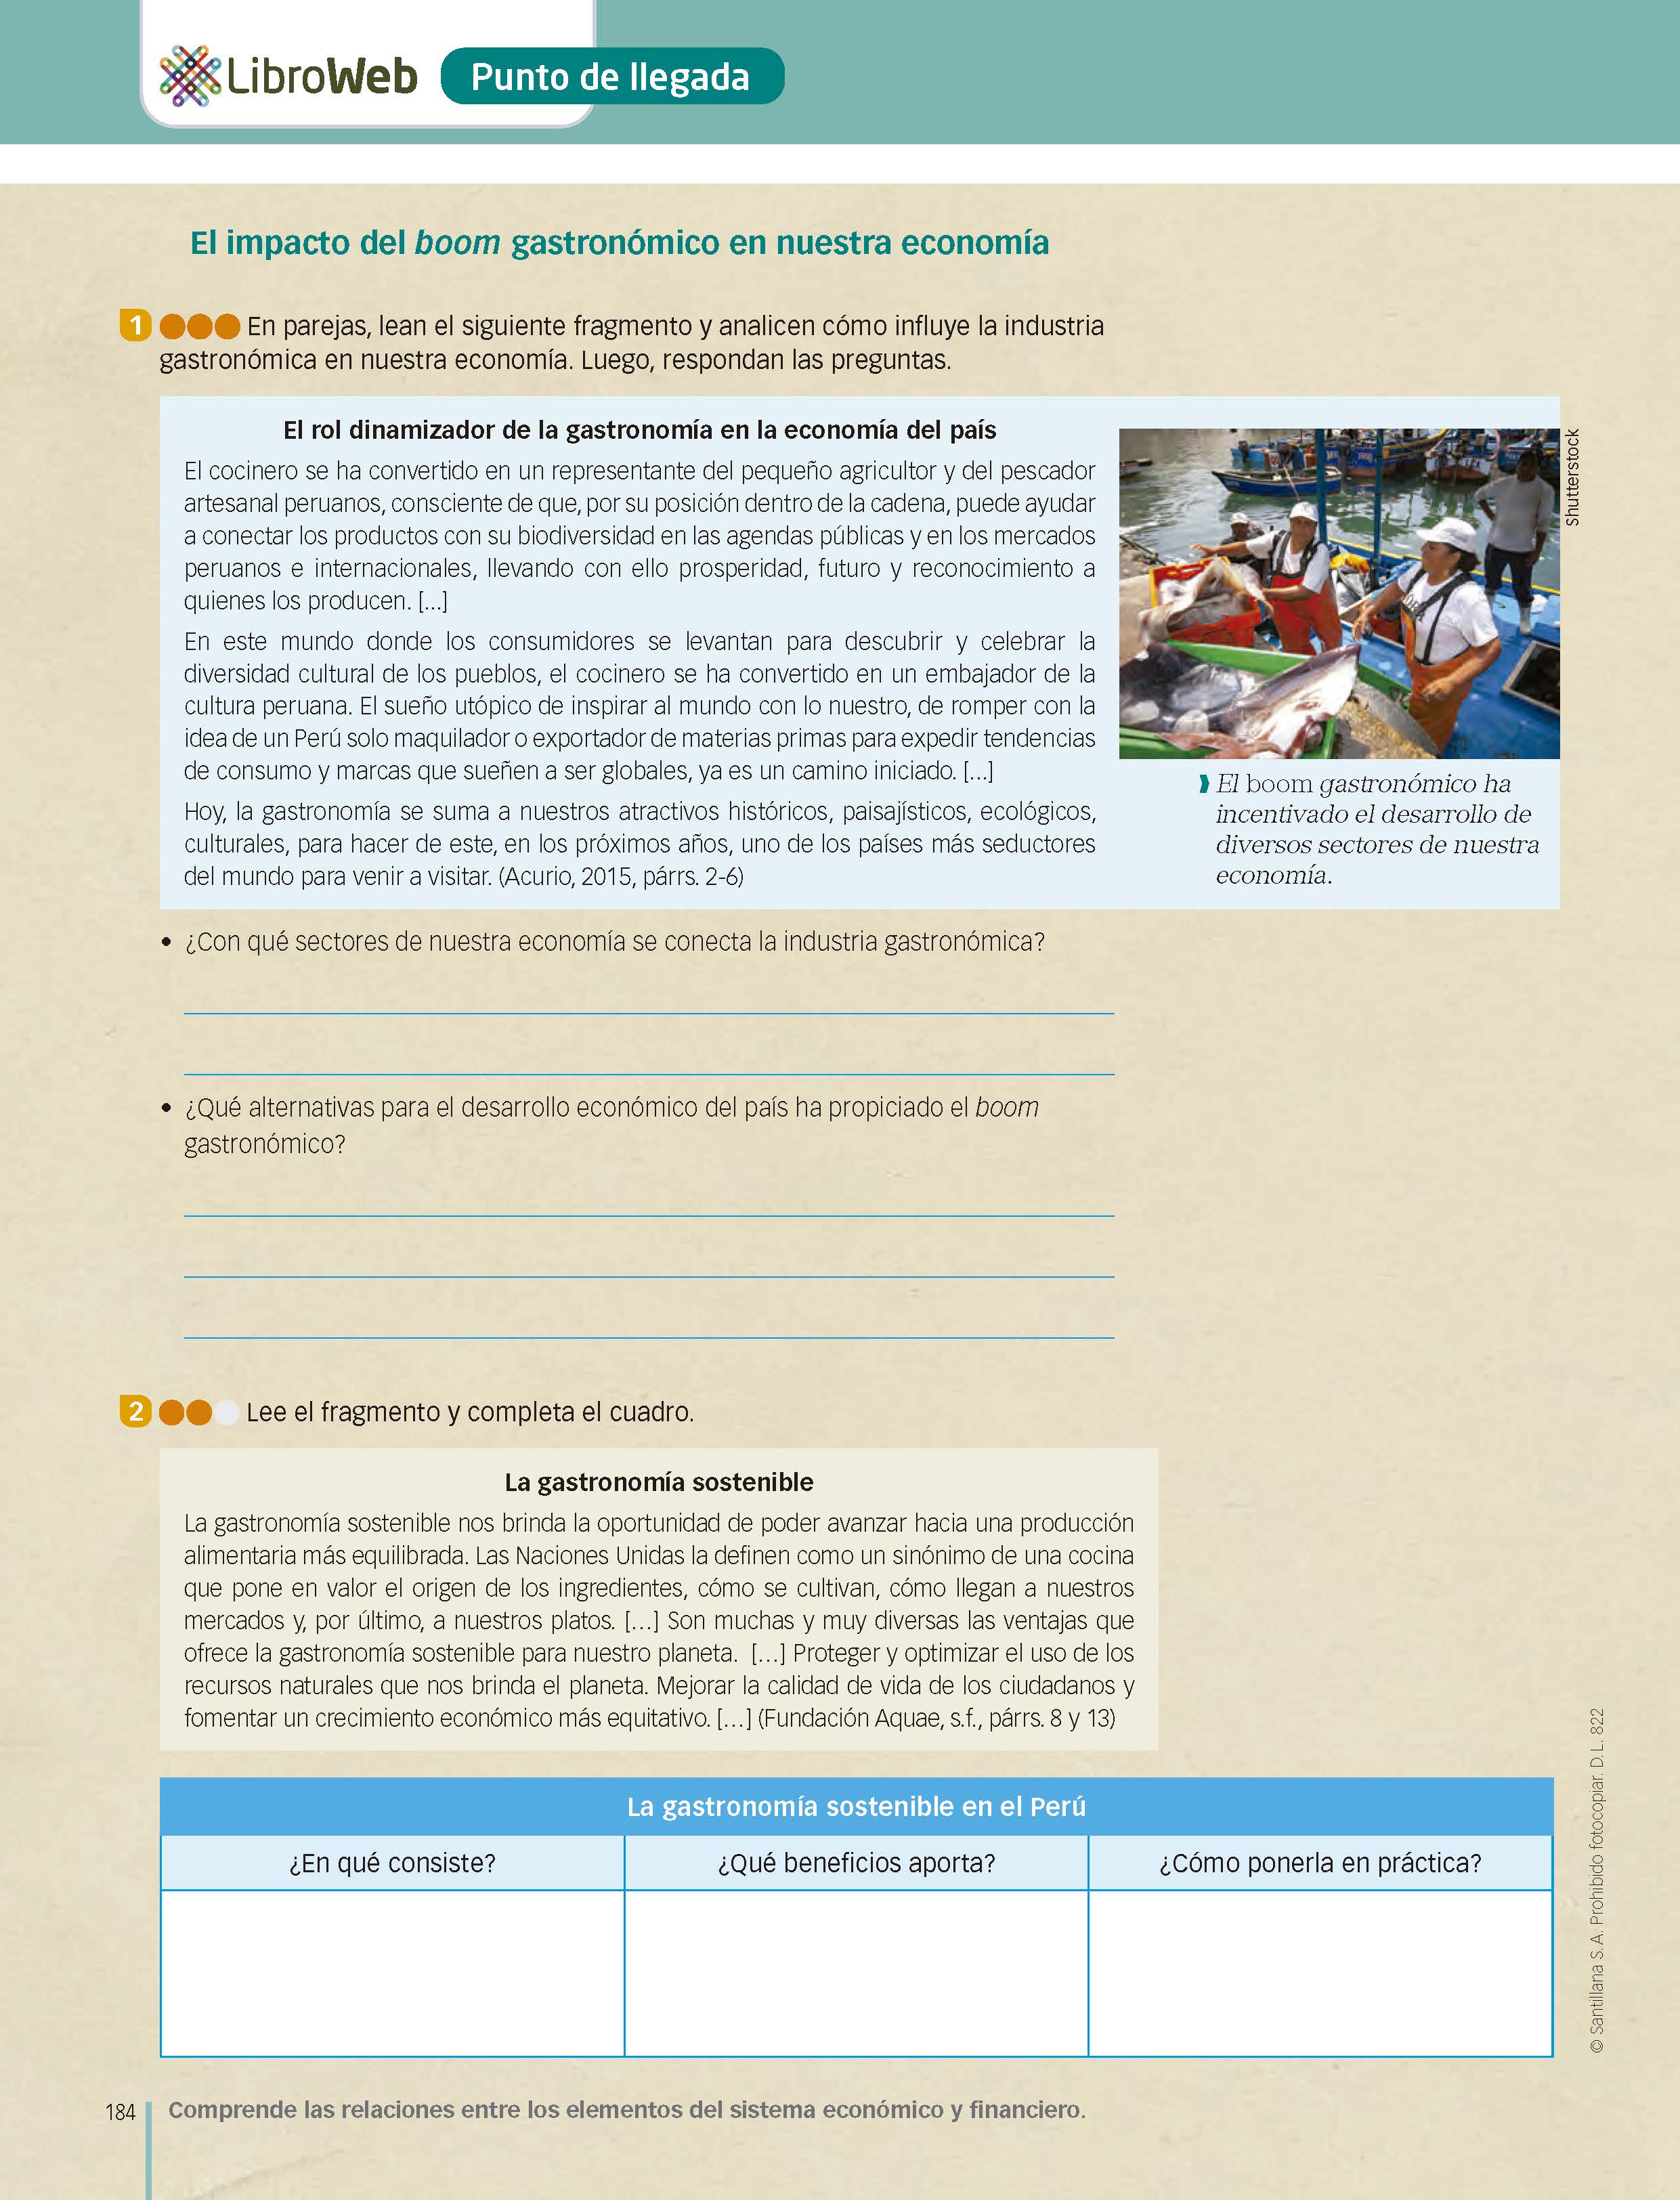 LibroWeb
Punto de llegada
El impacto del boom gastronómico en nuestra economía
1 En parejas, lean el siguiente fragmento y analicen cómo influye la industria
gastronómica en nuestra economía. Luego, respondan las preguntas.
El rol dinamizador de la gastronomía en la economía del país
El cocinero se ha convertido en un representante del pequeño agricultor y del pescador
artesanal peruanos, consciente de que, por su posición dentro de la cadena, puede ayudar
a conectar los productos con su biodiversidad en las agendas públicas y en los mercados
peruanos e internacionales, llevando con ello prosperidad, futuro y reconocimiento a
quienes los producen. [...]
En este mundo donde los consumidores se levantan para descubrir y celebrar la
diversidad cultural de los pueblos, el cocinero se ha convertido en un embajador de la
cultura peruana. El sueño utópico de inspirar al mundo con lo nuestro, de romper con la
idea de un Perú solo maquilador o exportador de materias primas para expedir tendencias
de consumo y marcas que sueñen a ser globales, ya es un camino iniciado. [...]
Hoy, la gastronomía se suma a nuestros atractivos históricos, paisajísticos, ecológicos,
culturales, para hacer de este, en los próximos años, uno de los países más seductores
del mundo para venir a visitar. (Acurio, 2015, párrs. 2-6)
Shutterstock
El boom gastronómico ha
incentivado el desarrollo de
diversos sectores de nuestra
economía.
• ¿Con qué sectores de nuestra economía se conecta la industria gastronómica?
• ¿Qué alternativas para el desarrollo económico del país ha propiciado el boom
gastronómico?
2 Lee el fragmento y completa el cuadro.
La gastronomía sostenible
La gastronomía sostenible nos brinda la oportunidad de poder avanzar hacia una producción
alimentaria más equilibrada. Las Naciones Unidas la definen como un sinónimo de una cocina
que pone en valor el origen de los ingredientes, cómo se cultivan, cómo llegan a nuestros
mercados y, por último, a nuestros platos. [...] Son muchas y muy diversas las ventajas que
ofrece la gastronomía sostenible para nuestro planeta. [...] Proteger y optimizar el uso de los
recursos naturales que nos brinda el planeta. Mejorar la calidad de vida de los ciudadanos y
fomentar un crecimiento económico más equitativo. [...] (Fundación Aquae, s.f., párrs. 8 y 13)
La gastronomía sostenible en el Perú
¿En qué consiste?
¿Qué beneficios aporta?
¿Cómo ponerla en práctica?
© Santillana S. A. Prohibido fotocopiar. D. L. 822
184
Comprende las relaciones entre los elementos del sistema económico y financiero.